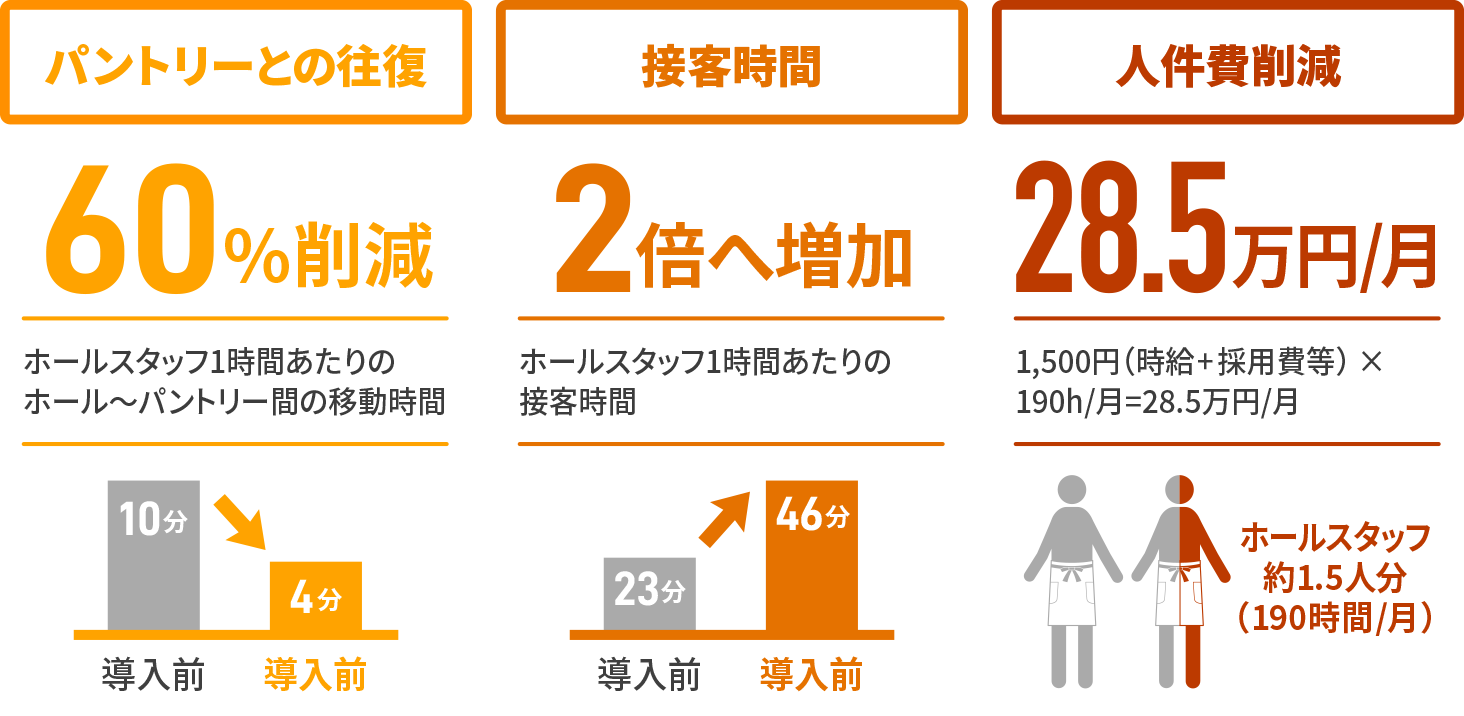 パントリーとの往復
60%削減
ホールスタッフ1時間あたりの
ホール～パントリー間の移動時間
10分
4分
導入前
導入前
接客時間
2倍へ増加
ホールスタッフ1時間あたりの
接客時間
23分
46分
導入前
導入前
人件費削減
28.5万円/月
1,500円（時給+採用費等）×
190h/月=28.5万円/月
ホールスタッフ
約1.5人分
（190時間/月）